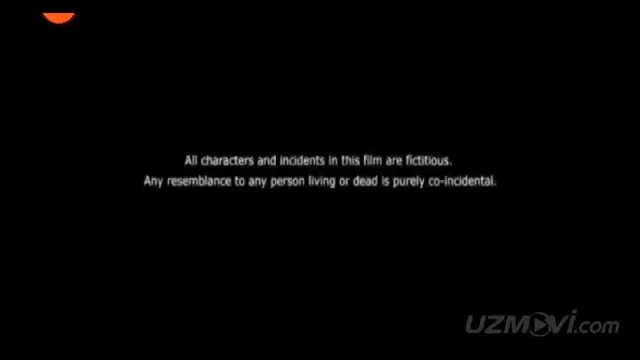 All characters and incidents in this film are fictitious.
Any resemblance to any person living or dead is purely co-incidental.
UZMOVi.com